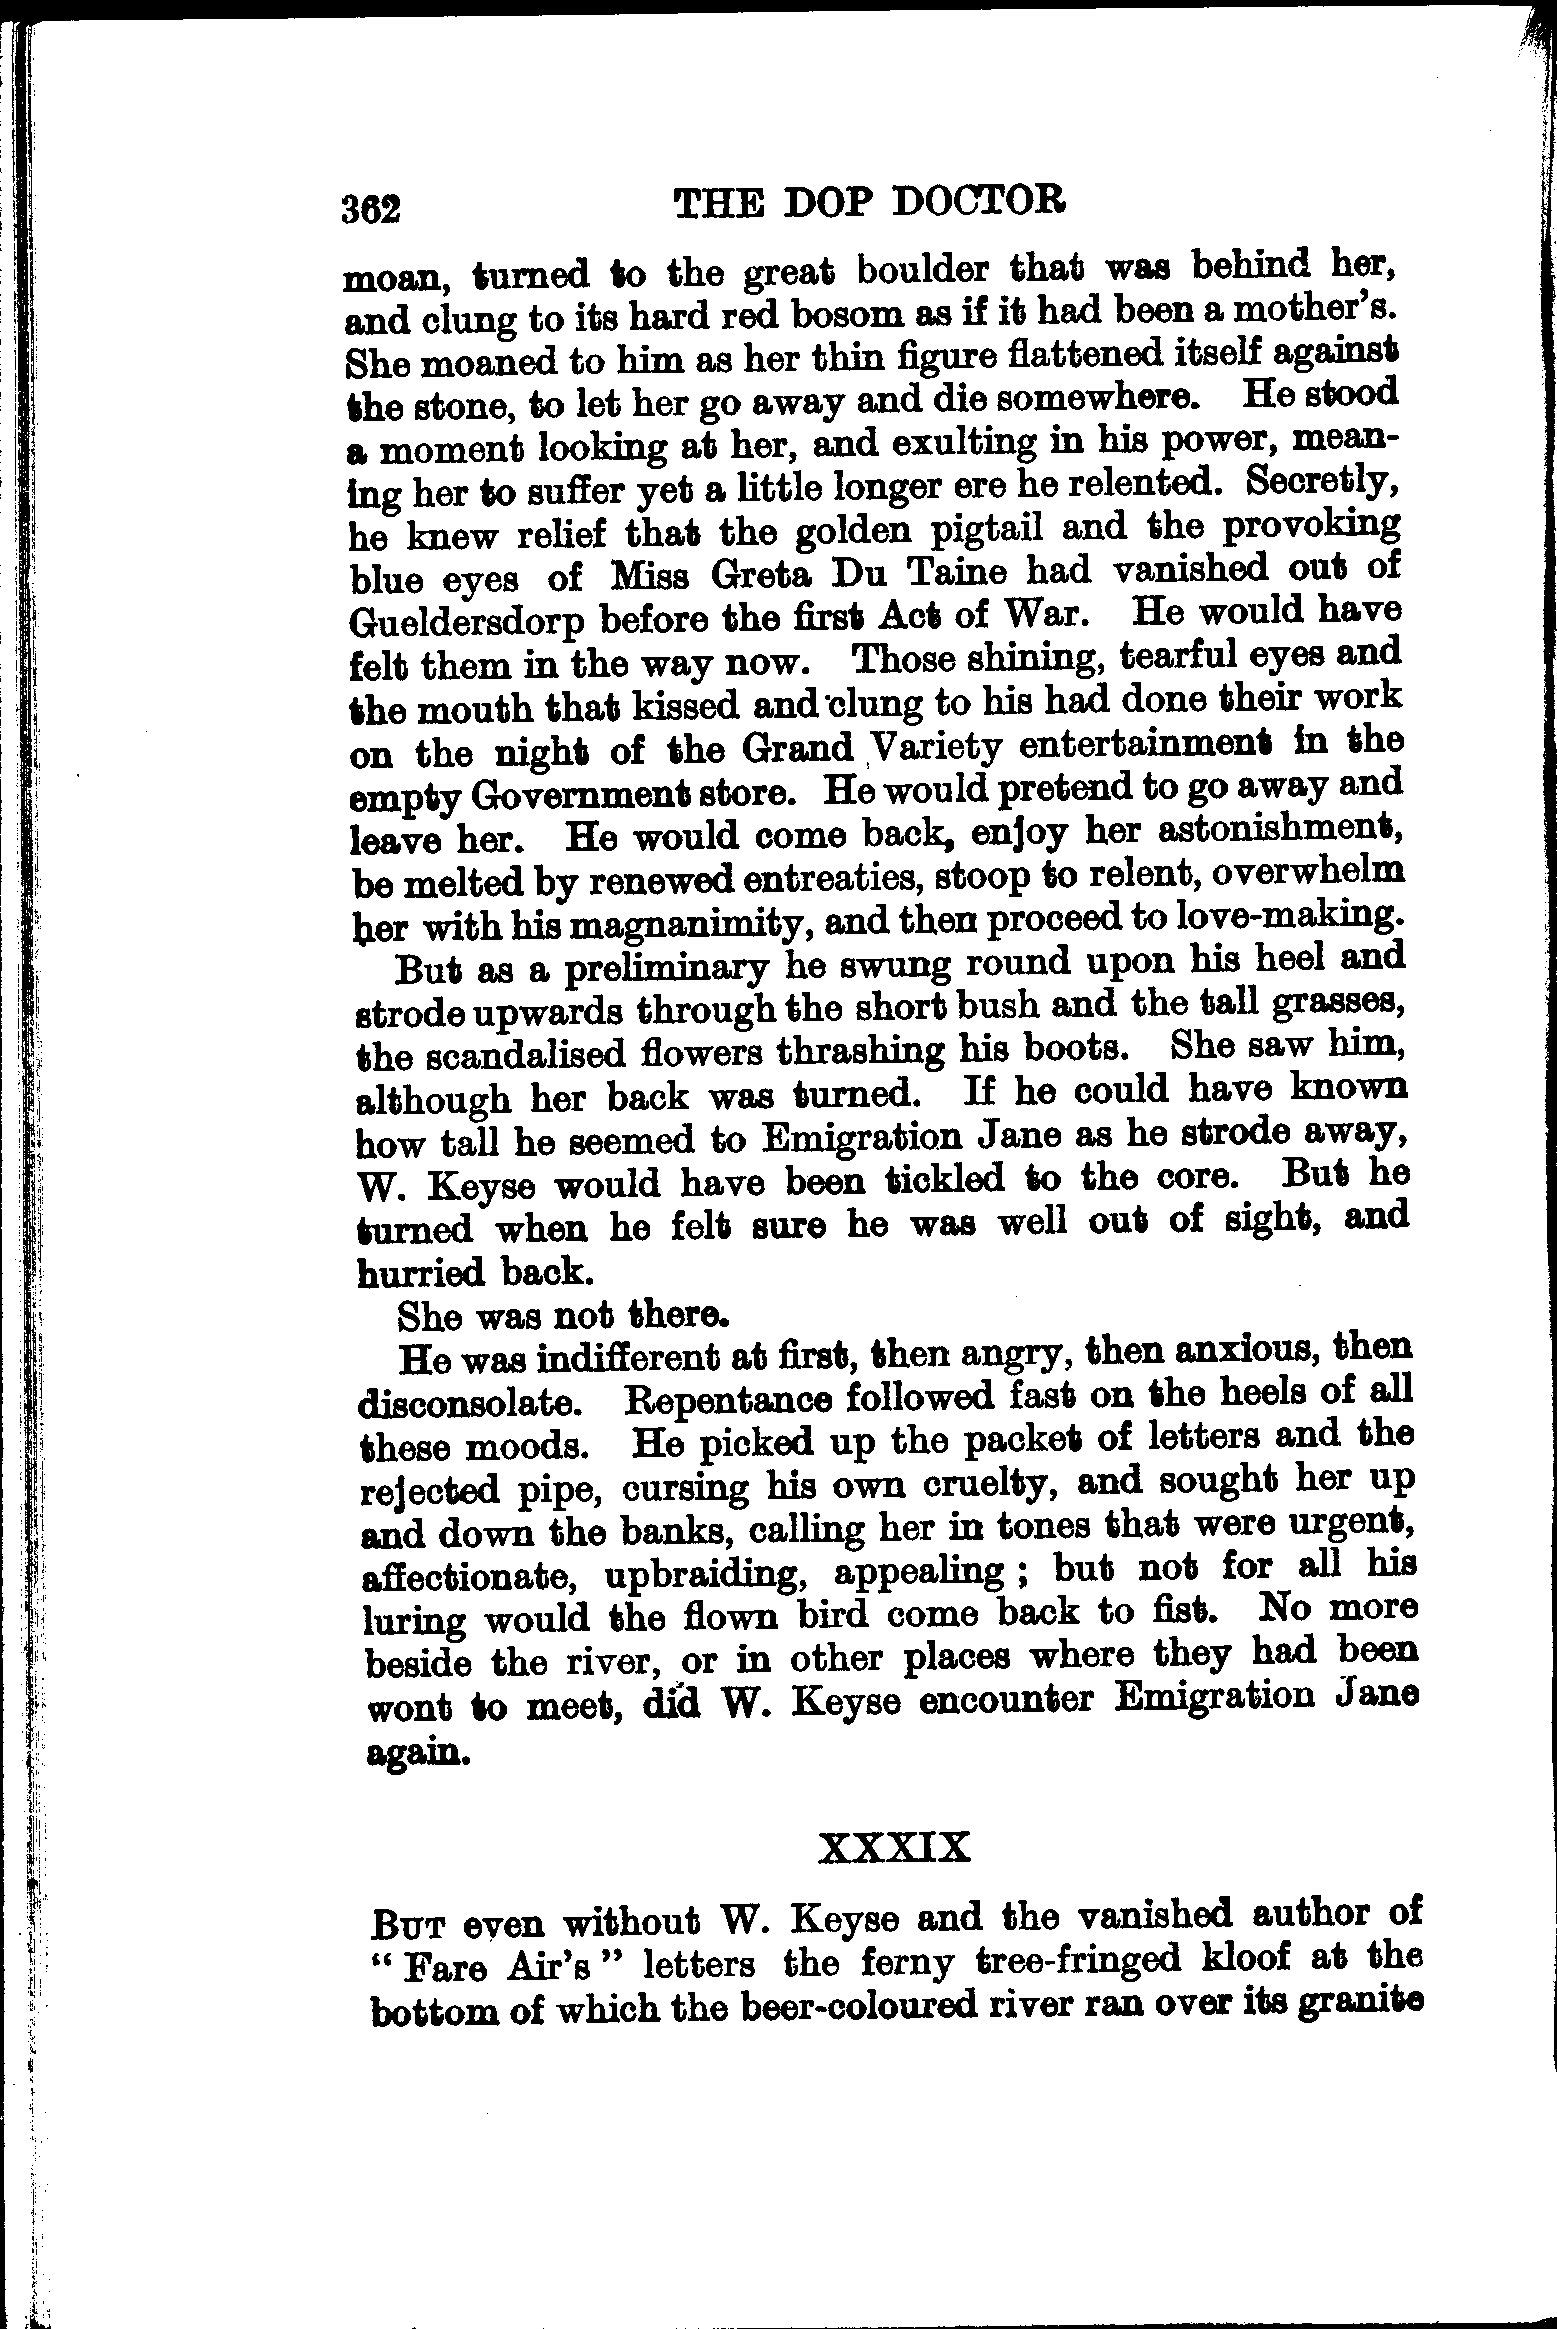 362 THE DOP DOCTOR
moan, turned to the great boulder that was behind her,
and clung to its hard red bosom as if it had been a mother's.
She moaned to him as her thin figure flattened itself against
the stone, to let her go away and die somewhere. He stood
a moment looking at her, and exulting in his power, mean-
ing her to suffer yet a little longer ere he relented. Secretly,
he knew relief that the golden pigtail and the provoking
blue eyes of Miss Greta Du Taine had vanished out of
Gueldersdorp before the first Act of War. He would have
felt them in the way now. Those shining, tearful eyes and
the mouth that kissed and clung to his had done their work
on the night of the Grand Variety entertainment in the
empty Government store. He would pretend to go away and
leave her. He would come back, enjoy her astonishment,
be melted by renewed entreaties, stoop to relent, overwhelm
her with his magnanimity, and then proceed to love-making.
But as a preliminary he swung round upon his heel and
strode upwards through the short bush and the tall grasses,
the scandalised flowers thrashing his boots. She saw him,
although her back was turned. If he could have known
how tall he seemed to Emigration Jane as he strode away,
W. Keyse would have been tickled to the core. But he
turned when he felt sure he was well out of sight, and
hurried back.
She was not there.
He was indifferent at first, then angry, then anxious, then
disconsolate. Repentance followed fast on the heels of all
these moods. He picked up the packet of letters and the
rejected pipe, cursing his own cruelty, and sought her up
and down the banks, calling her in tones that were urgent,
affectionate, upbraiding, appealing ; but not for all his
luring would the flown bird come back to fist. No more
beside the river, or in other places where they had been
wont to meet, did W. Keyse encounter Emigration Jane
again.
XXXIX
BUT even without W. Keyse and the vanished author of
“ Fare Air's ” letters the ferny tree-fringed kloof at the
bottom of which the beer-coloured river ran over its granite